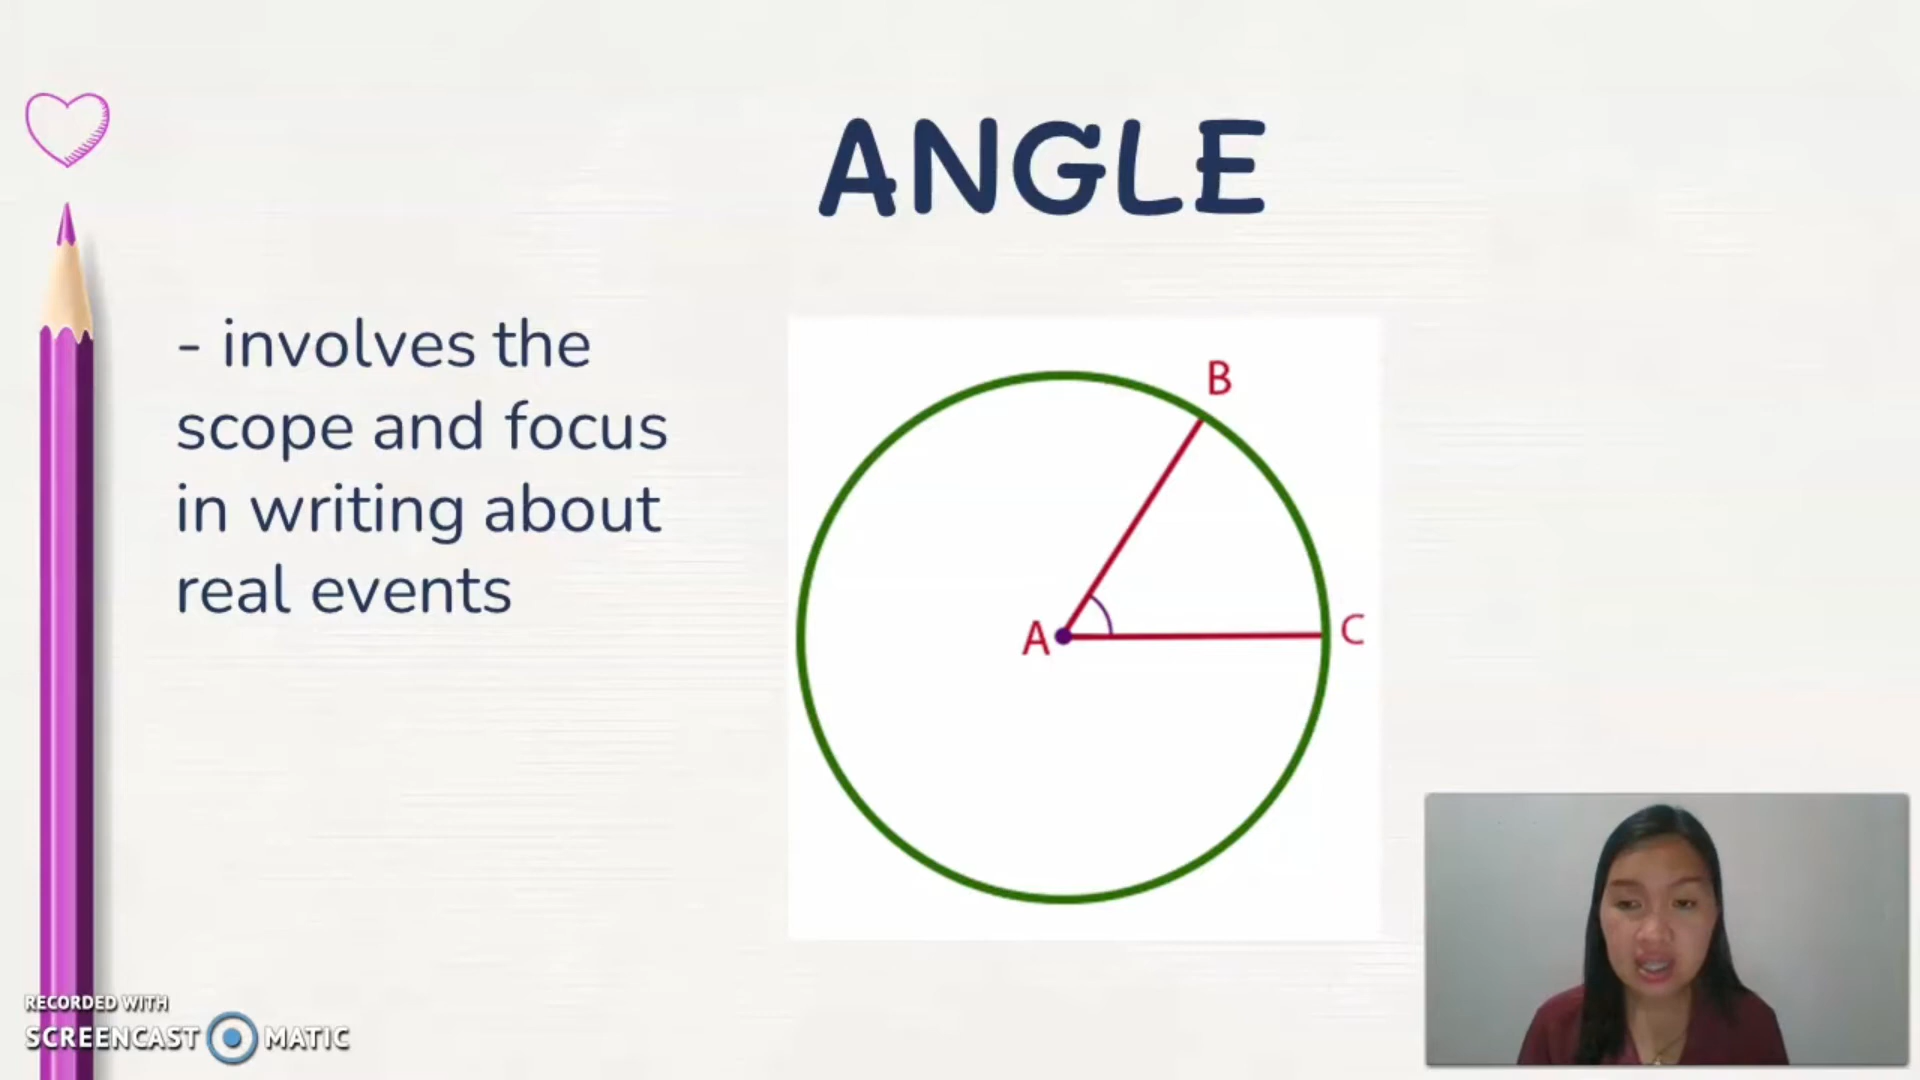 ANGLE
- involves the
scope and focus
in writing about
real events
B
A
C
RECORDED WITH
SCREENCAST MATIC